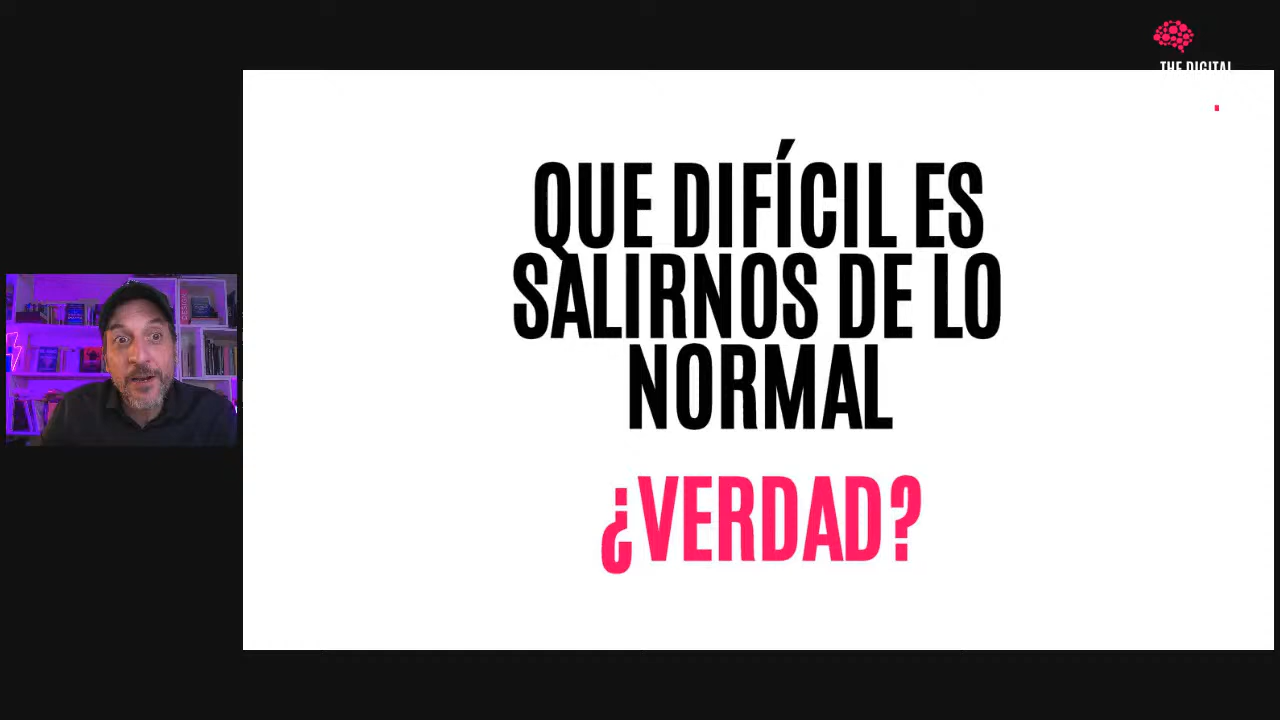 THE DIGITAL
QUE DIFÍCIL ES
SALIRNOS DE LO
NORMAL
¿VERDAD?